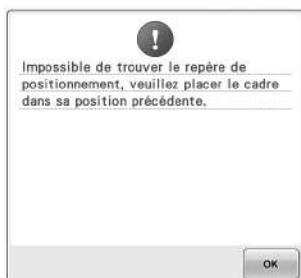 Impossible de trouver le repère de
positionnement, veuillez placer le cadre
dans sa position précédente.
OK